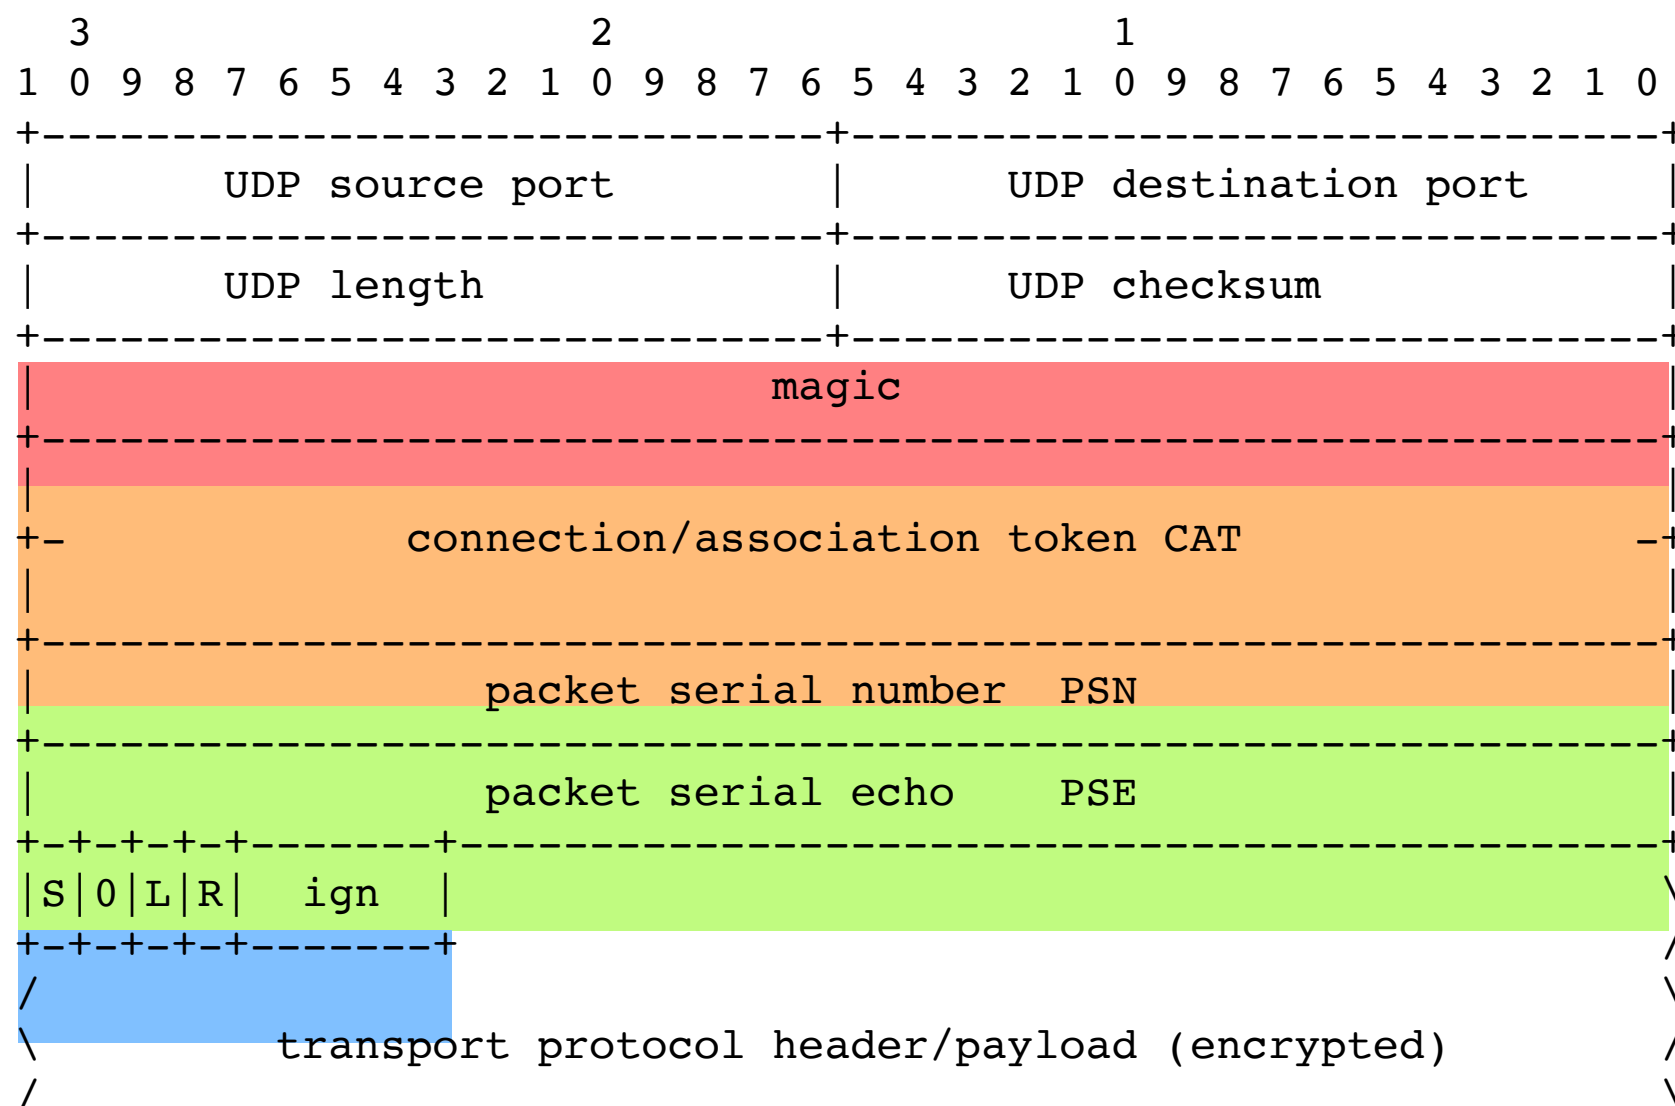 3                   2                   1
1 0 9 8 7 6 5 4 3 2 1 0 9 8 7 6 5 4 3 2 1 0 9 8 7 6 5 4 3 2 1 0
+------------------------------+-------------------------------+
|       UDP source port        |      UDP destination port     |
+------------------------------+-------------------------------+
|       UDP length             |      UDP checksum             |
+------------------------------+-------------------------------+
|                            magic                             |
+--------------------------------------------------------------+
|                                                              |
+-             connection/association token CAT               -+
|                                                              |
+--------------------------------------------------------------+
|                 packet serial number  PSN                    |
+--------------------------------------------------------------+
|                 packet serial echo    PSE                    |
+-+-+-+-+-------+----------------------------------------------+
|S|0|L|R|  ign  |                                              \
+-+-+-+-+-------+                                              /
/                                                              \
\         transport protocol header/payload (encrypted)        /
/                                                              \